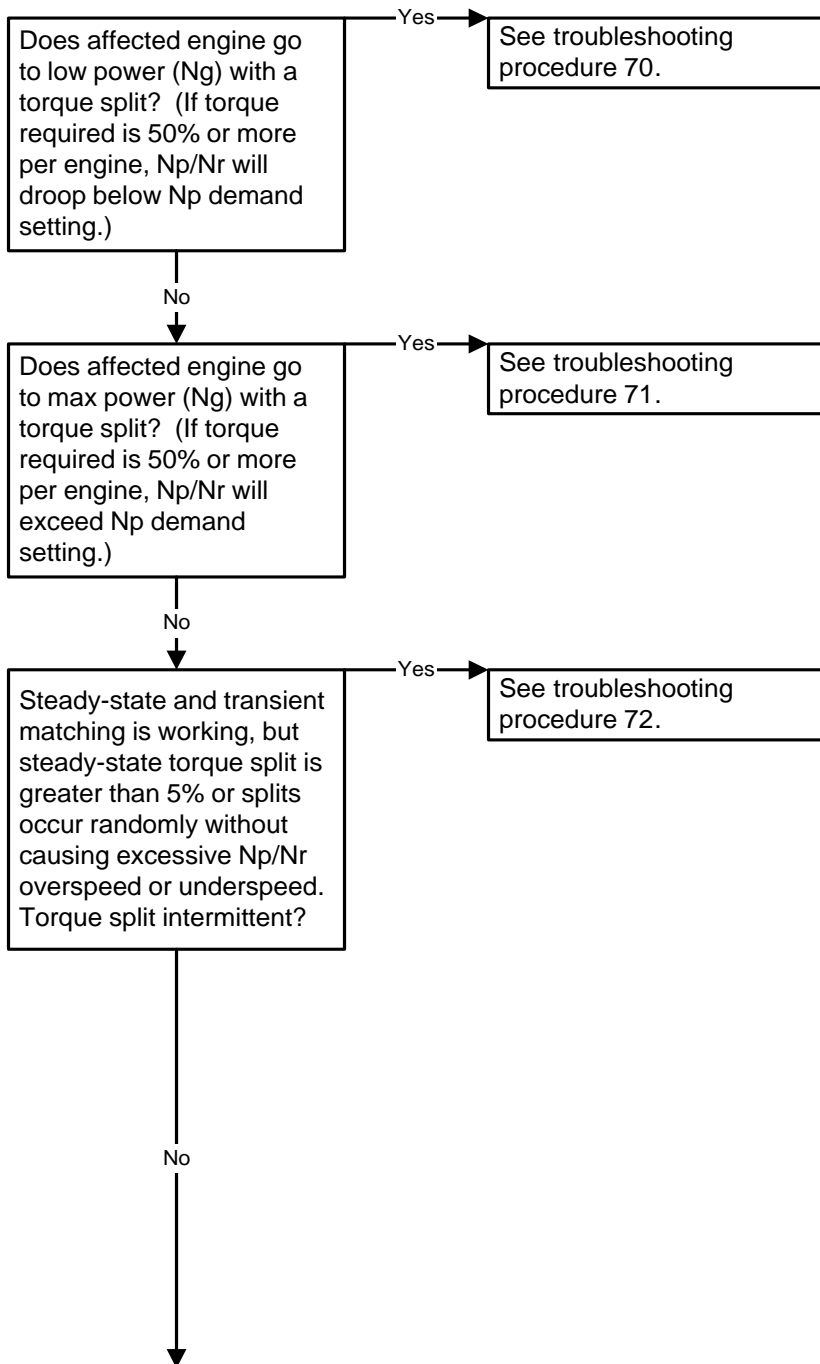 Does affected engine go
to low power (Ng) with a
torque split?  (If torque
required is 50% or more
per engine, Np/Nr will
droop below Np demand
setting.)
Yes
See troubleshooting
procedure 70.
No
Does affected engine go
to max power (Ng) with a
torque split?  (If torque
required is 50% or more
per engine, Np/Nr will
exceed Np demand
setting.)
Yes
See troubleshooting
procedure 71.
No
Steady-state and transient
matching is working, but
steady-state torque split is
greater than 5% or splits
occur randomly without
causing excessive Np/Nr
overspeed or underspeed.
Torque split intermittent?
Yes
See troubleshooting
procedure 72.
No